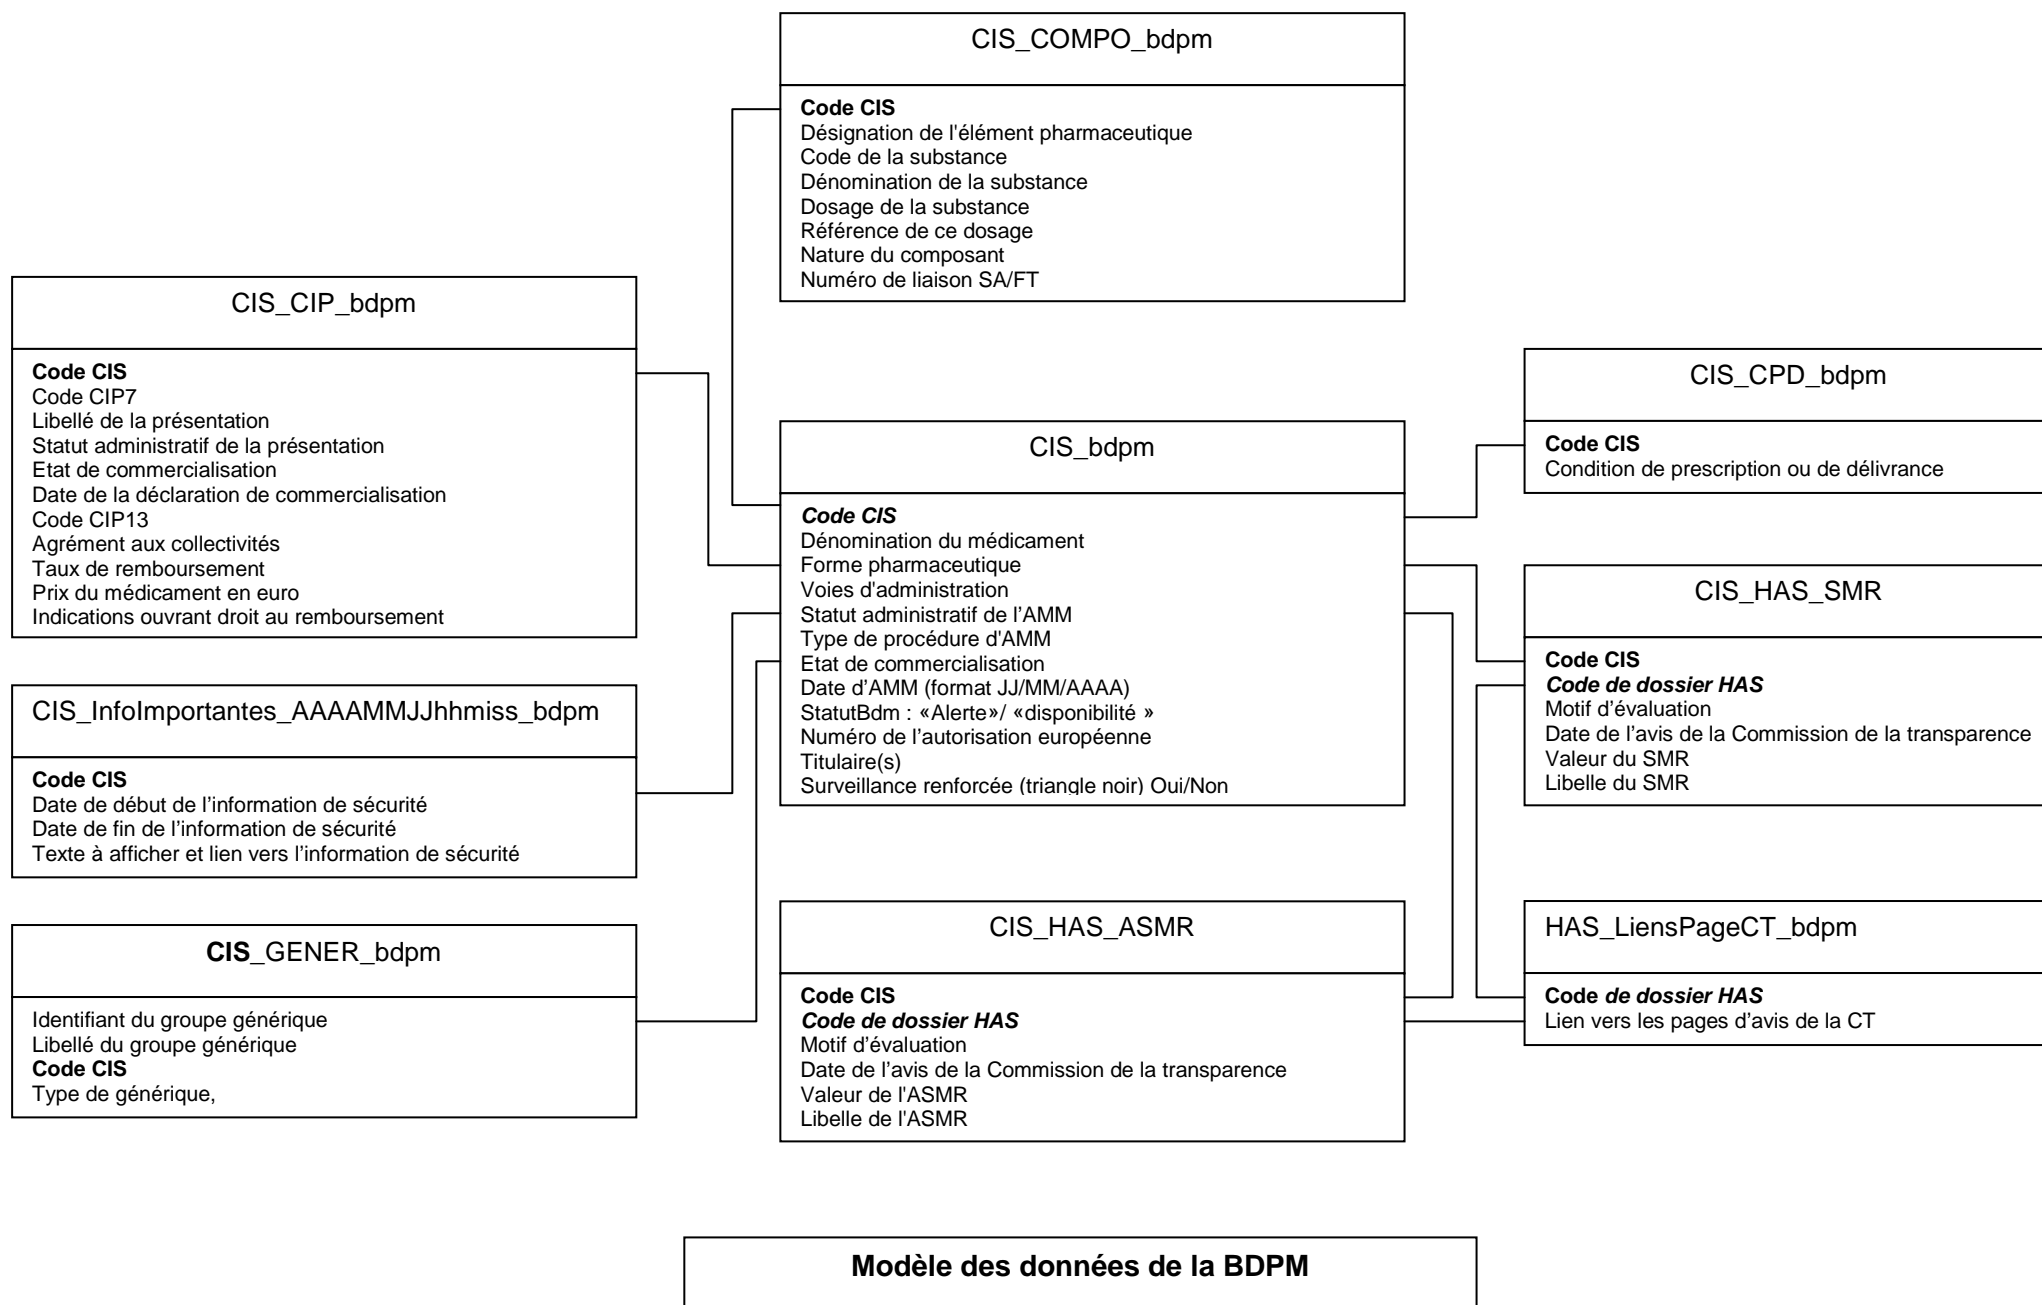 CIS_COMPO_bdpm
Code CIS
Désignation de l'élément pharmaceutique
Code de la substance
Dénomination de la substance
Dosage de la substance
Référence de ce dosage
Nature du composant
Numéro de liaison SA/FT
CIS_CIP_bdpm
Code CIS
Code CIP7
Libellé de la présentation
Statut administratif de la présentation
Etat de commercialisation
Date de la déclaration de commercialisation
Code CIP13
Agrément aux collectivités
Taux de remboursement
Prix du médicament en euro
Indications ouvrant droit au remboursement
CIS_bdpm
Code CIS
Dénomination du médicament
Forme pharmaceutique
Voies d'administration
Statut administratif de l’AMM
Type de procédure d'AMM
Etat de commercialisation
Date d’AMM (format JJ/MM/AAAA)
StatutBdm : «Alerte»/ «disponibilité »
Numéro de l’autorisation européenne
Titulaire(s)
Surveillance renforcée (triangle noir) Oui/Non
CIS_CPD_bdpm
Code CIS
Condition de prescription ou de délivrance
CIS_HAS_SMR
Code CIS
Code de dossier HAS
Motif d’évaluation
Date de l’avis de la Commission de la transparence
Valeur du SMR
Libelle du SMR
CIS_InfoImportantes_AAAAMMJJhhmiss_bdpm
Code CIS
Date de début de l’information de sécurité
Date de fin de l’information de sécurité
Texte à afficher et lien vers l’information de sécurité
CIS_GENER_bdpm
Identifiant du groupe générique
Libellé du groupe générique
Code CIS
Type de générique,
CIS_HAS_ASMR
Code CIS
Code de dossier HAS
Motif d’évaluation
Date de l’avis de la Commission de la transparence
Valeur de l'ASMR
Libelle de l'ASMR
HAS_LiensPageCT_bdpm
Code de dossier HAS
Lien vers les pages d’avis de la CT
Modèle des données de la BDPM